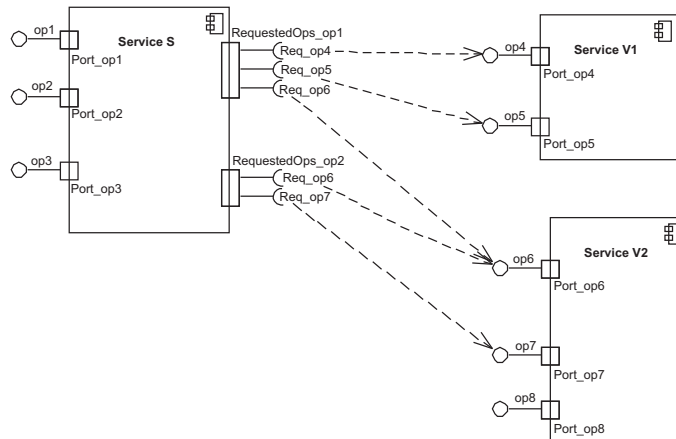 op1
Port_op1
op2
Port_op2
op3
Port_op3
Service S
RequestedOps_op1
Req_op4
Req_op5
Req_op6
RequestedOps_op2
Req_op6
Req_op7
Service V1
op4
Port_op4
op5
Port_op5
Service V2
op6
Port_op6
op7
Port_op7
op8
Port_op8